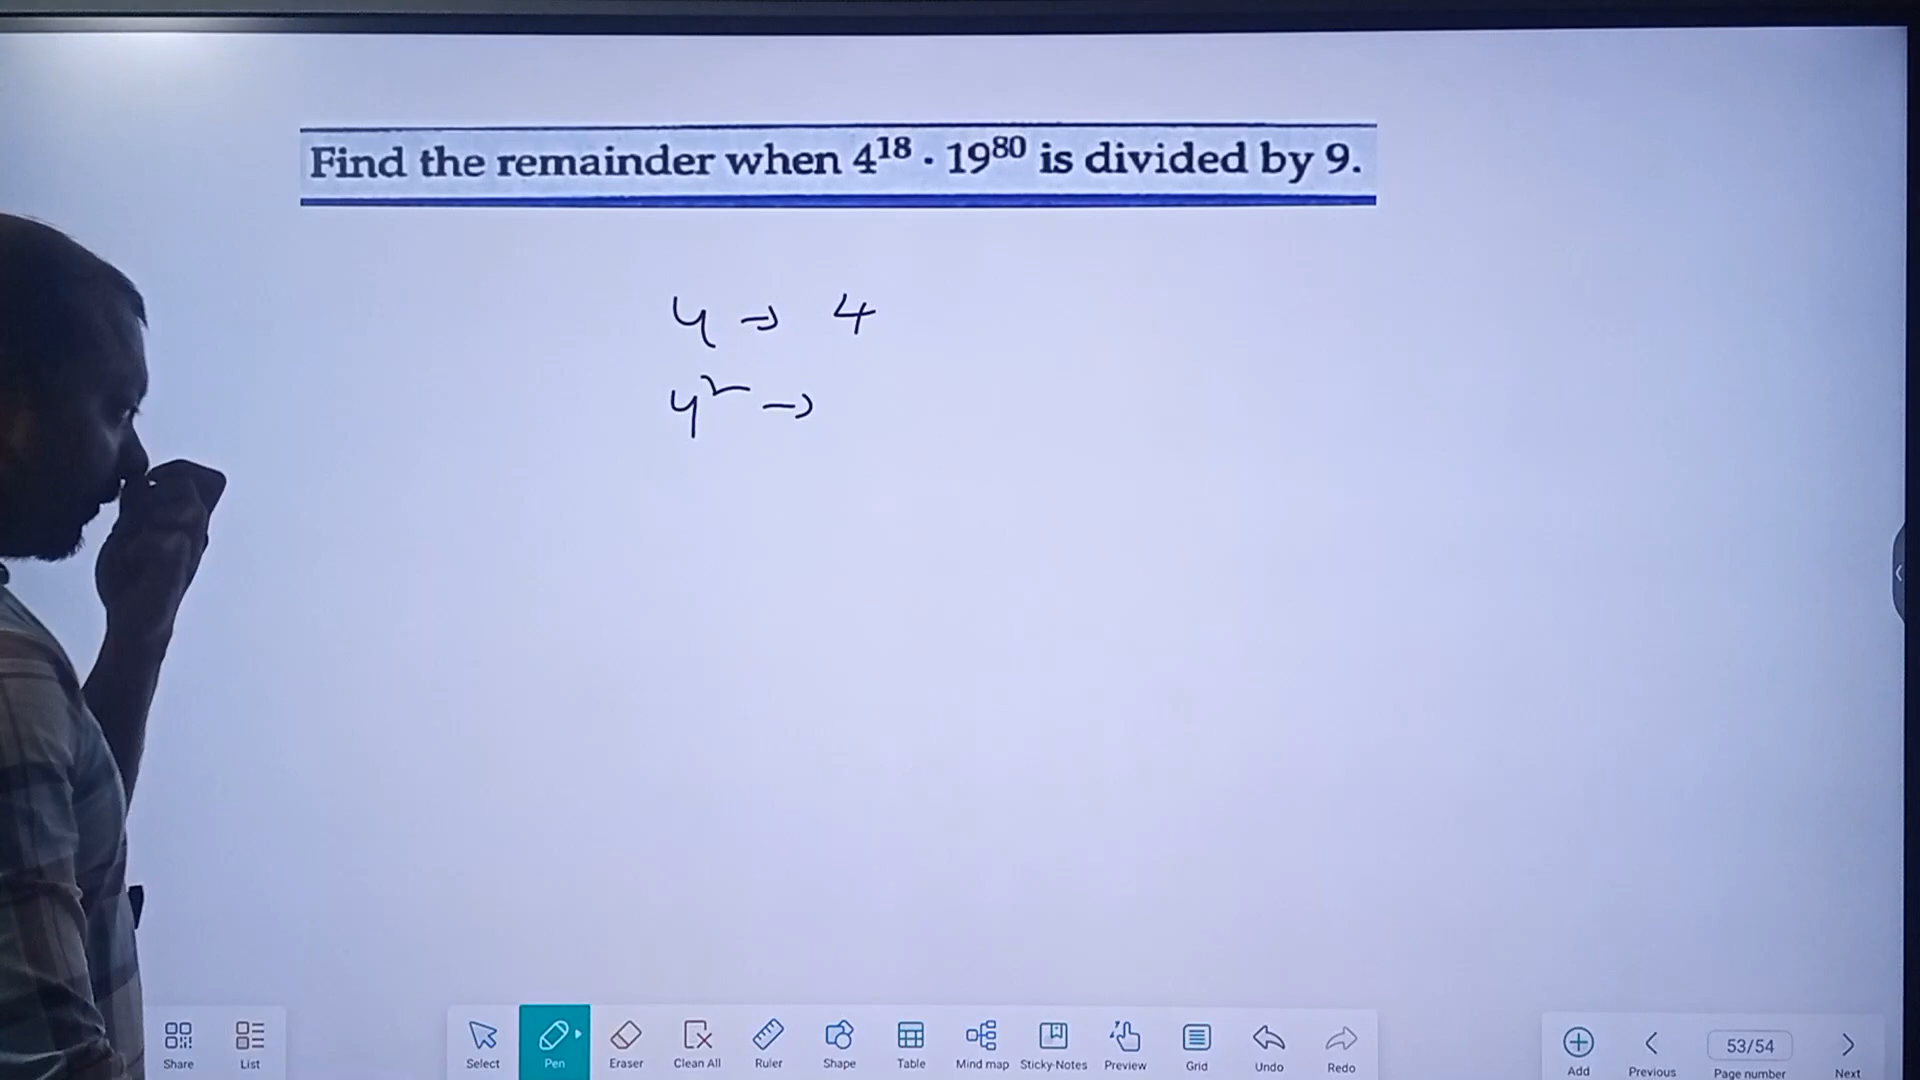 Find the remainder when 4¹⁸ · 19⁸⁰ is divided by 9.
4 → 4
4² →
Share
List
Select
Pen
Eraser
Clean All
Ruler
Shape
Table
Mind map
Sticky-Notes
Preview
Grid
Undo
Redo
Add
Previous
53/54
Page number
Next